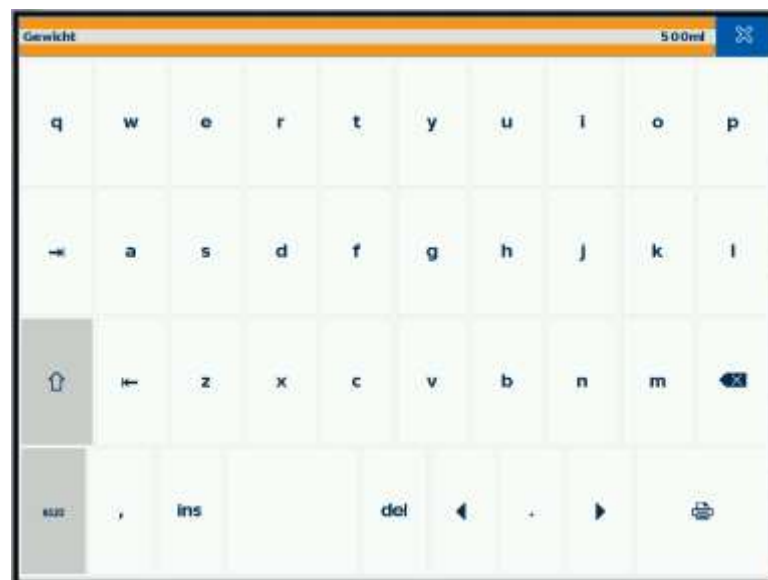 Gewicht 500ml
q w e r t y u i o p
a s d f g h j k l
z x c v b n m
, ins del .